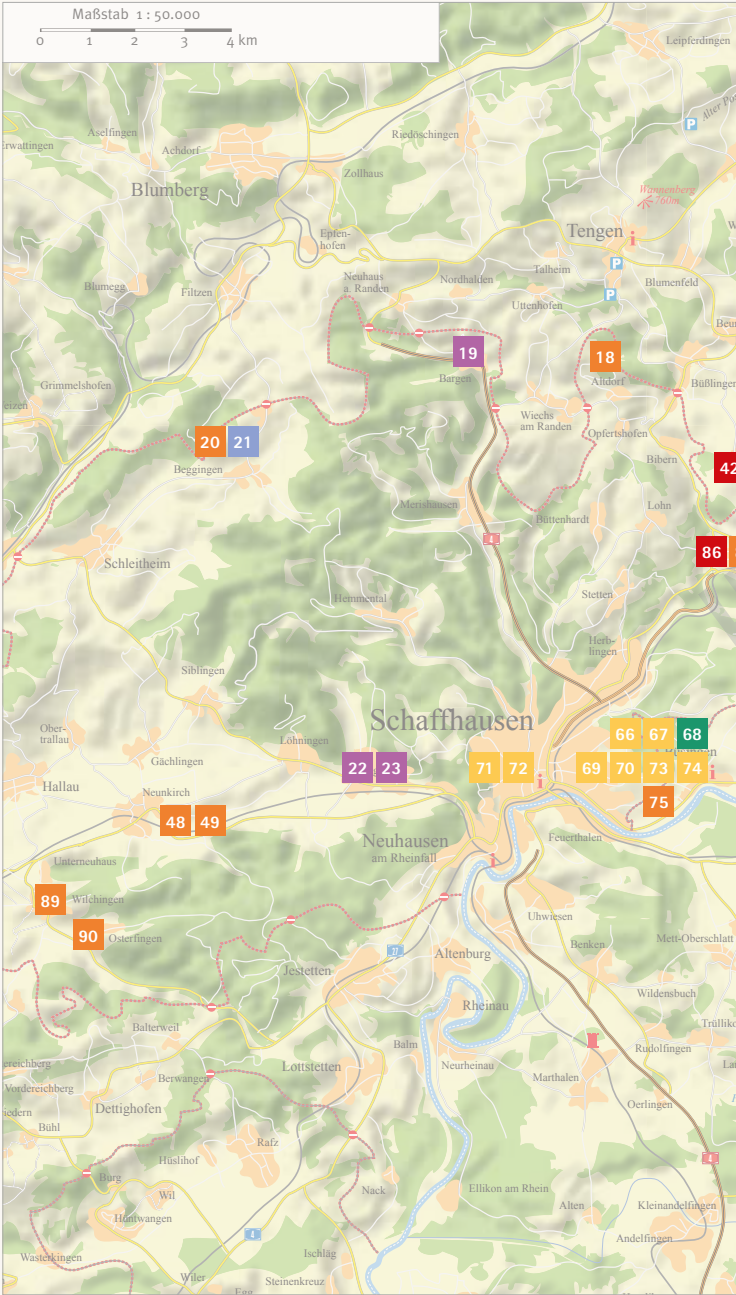 Maßstab 1 : 50.000
0 1 2 3 4 km
Leipferdingen
Aselfingen
Riedöschingen
Achdorf
Zollhaus
Blumberg
Wannenberg
760m
Epfen-
hofen
Tengen
i
P
P
P
Talheim
Neuhaus
a. Randen
Nordhalden
Blumenfeld
Blumegg
Filtzen
Uttenhofen
19
18
Bargen
Altdorf
Büßlingen
Grimmelshofen
Wiechs
am Randen
Opfertshofen
20 21
Beggingen
Bibern
42
Merishausen
Lohn
Büttenhardt
4
86
Schleitheim
Stetten
Hemmental
Herb-
lingen
Siblingen
Schaffhausen
Ober-
trallau
Löhningen
66 67 68
Gächlingen
22 23
71 72
69 70 73 74
i
i
Hallau
Neunkirch
75
48 49
Neuhausen
am Rheinfall
Feuerthalen
i
Unterneuhaus
89
Wilchingen
90
Osterfingen
Uhwiesen
Benken
Mett-Oberschlatt
27
Altenburg
Jestetten
Rheinau
Wildensbuch
Balterweil
Balm
Rudolfingen
Neurheinau
Lottstetten
Berwangen
Marthalen
Vordereichberg
Dettighofen
Oerlingen
Bühl
Rafz
Hüslihof
4
Burg
Nack
Ellikon am Rhein
Wil
Alten
Kleinandelfingen
Hüntwangen
4
Andelfingen
Wasterkingen
Ischläg
Wiler
Steinenkreuz